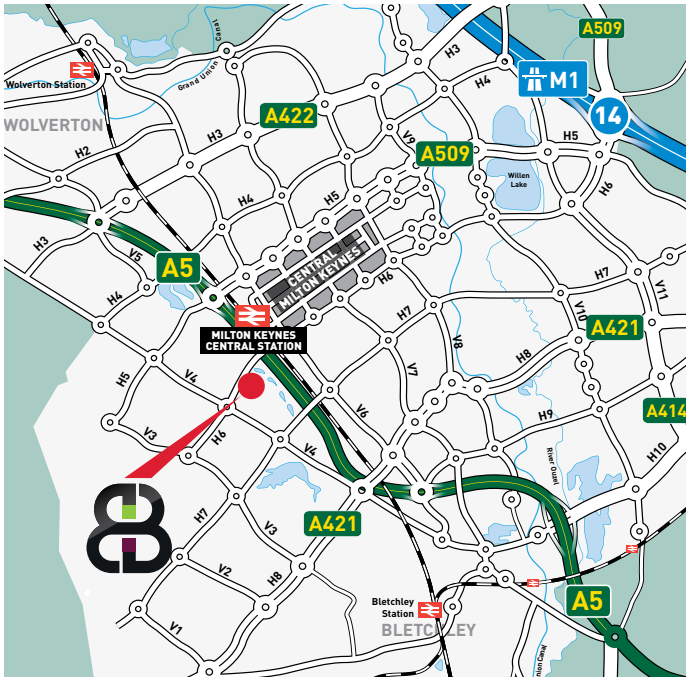 A509
Grand Union Canal
H3
Wolverton Station
H4
M1
A422
14
WOLVERTON
H3
V9
H5
A509
H2
Willen
Lake
H6
H4
H5
H3
V5
A5
CENTRAL
MILTON KEYNES
H6
H7
V11
H4
V10
H7
MILTON KEYNES
CENTRAL STATION
A421
V8
H8
H5
V4
V7
V6
H9
A414
V3
H6
V4
River Ouzel
H10
H7
A421
V3
V2
H8
A5
Bletchley
Station
V1
BLETCHLEY
nion Canal